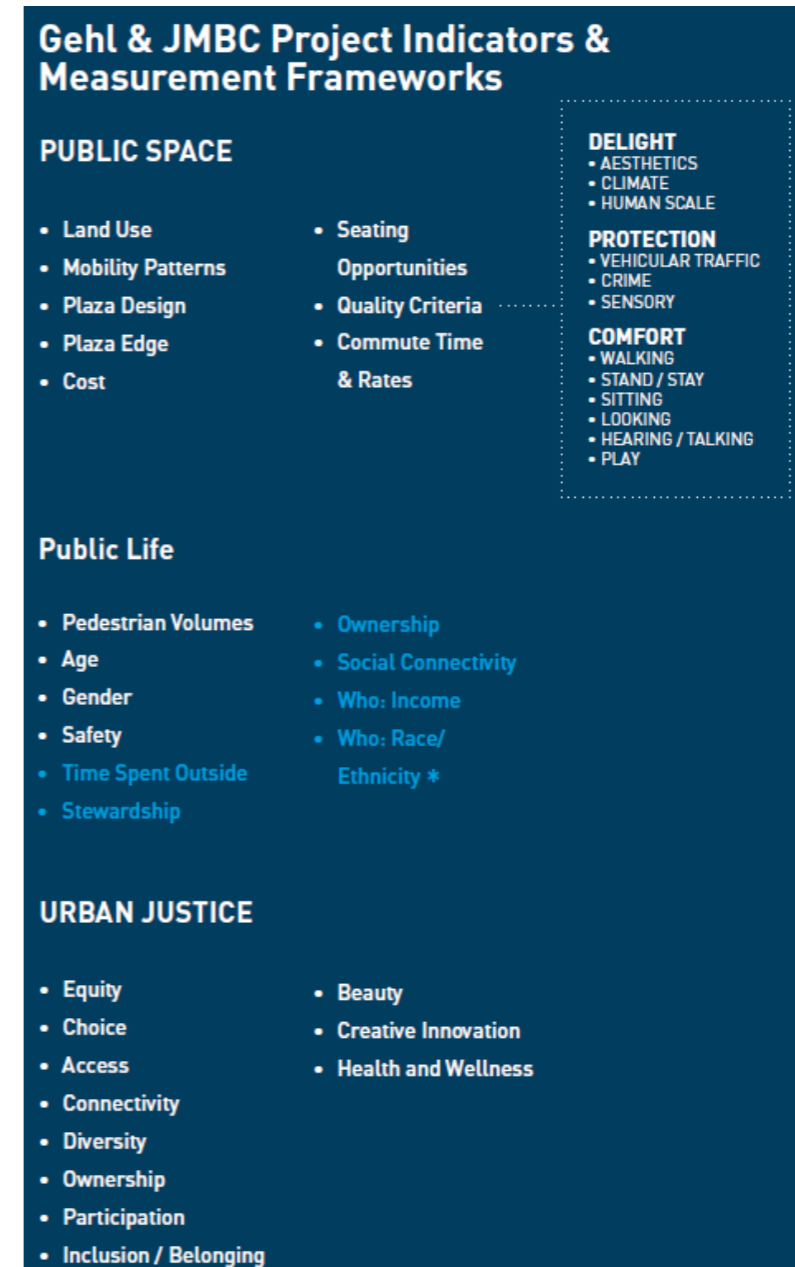 Gehl & JMBC Project Indicators &
Measurement Frameworks
PUBLIC SPACE
• Land Use
• Mobility Patterns
• Plaza Design
• Plaza Edge
• Cost
• Seating
Opportunities
• Quality Criteria
• Commute Time
& Rates
DELIGHT
• AESTHETICS
• CLIMATE
• HUMAN SCALE
PROTECTION
• VEHICULAR TRAFFIC
• CRIME
• SENSORY
COMFORT
• WALKING
• STAND / STAY
• SITTING
• LOOKING
• HEARING / TALKING
• PLAY
Public Life
• Pedestrian Volumes
• Age
• Gender
• Safety
• Time Spent Outside
• Stewardship
• Ownership
• Social Connectivity
• Who: Income
• Who: Race/
Ethnicity *
URBAN JUSTICE
• Equity
• Choice
• Access
• Connectivity
• Diversity
• Ownership
• Participation
• Inclusion / Belonging
• Beauty
• Creative Innovation
• Health and Wellness